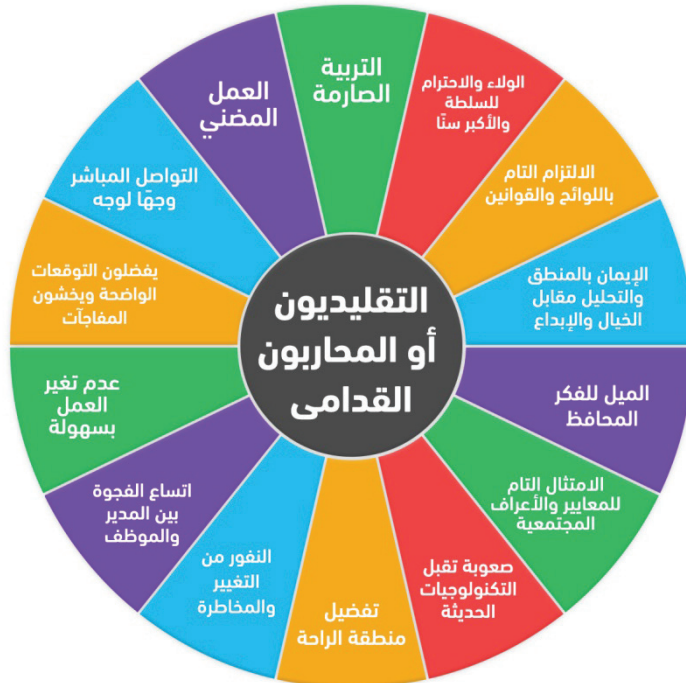 التقليديون
أو المحاربون
القدامى
التربية
الصارمة
الولاء والاحترام
للسلطة
والأكبر سنًا
الالتزام التام
باللوائح والقوانين
الإيمان بالمنطق
والتحليل مقابل
الخيال والإبداع
الميل للفكر
المحافظ
الامتثال التام
للمعايير والأعراف
المجتمعية
صعوبة تقبل
التكنولوجيات
الحديثة
تفضيل
منطقة الراحة
النفور من
التغيير
والمخاطرة
اتساع الفجوة
بين المدير
والموظف
عدم تغير
العمل
بسهولة
يفضلون التوقعات
الواضحة ويخشون
المفاجآت
التواصل المباشر
وجهًا لوجه
العمل
المضني